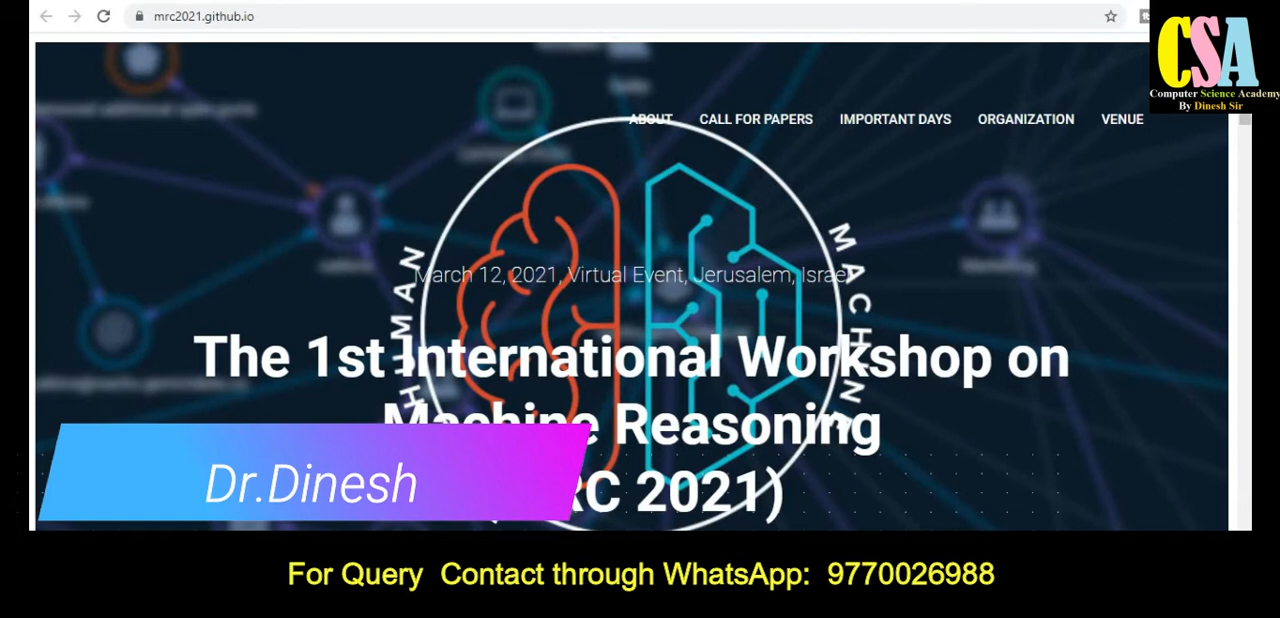 mrc2021.github.io
CSA
Computer Science Academy
By Dinesh Sir
ABOUT CALL FOR PAPERS IMPORTANT DAYS ORGANIZATION VENUE
HUMAN
MACHINA
March 12, 2021, Virtual Event, Jerusalem, Israel
The 1st International Workshop on
Machine Reasoning
RC 2021)
Dr.Dinesh
For Query Contact through WhatsApp: 9770026988